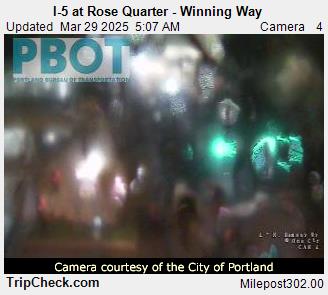 I-5 at Rose Quarter - Winning Way
Updated Mar 29 2025 5:07 AM Camera 4
PBOT
PORTLAND BUREAU OF TRANSPORTATION
Camera courtesy of the City of Portland
TripCheck.com Milepost302.00